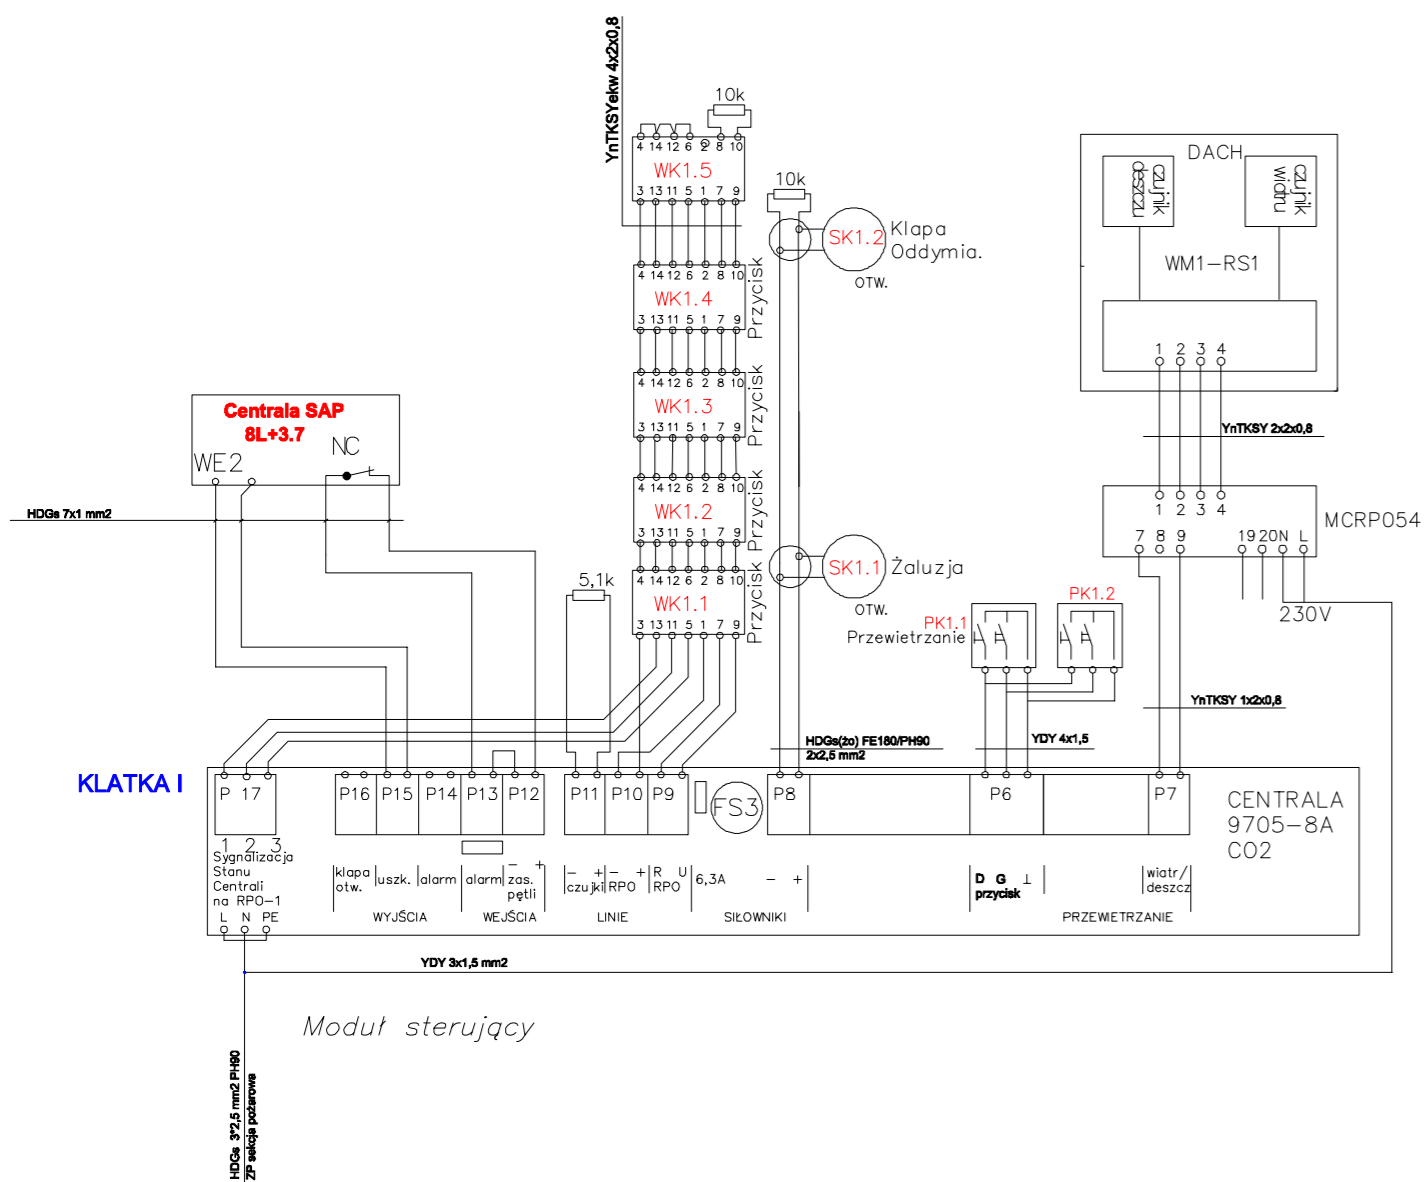 YnTKSYekw 4x2x0,8
10k
4 14 12 6 2 8 10
WK1.5
3 13 11 5 1 7 9
4 14 12 6 2 8 10
WK1.4
3 13 11 5 1 7 9
Przycisk
4 14 12 6 2 8 10
WK1.3
3 13 11 5 1 7 9
Przycisk
4 14 12 6 2 8 10
WK1.2
3 13 11 5 1 7 9
Przycisk
4 14 12 6 2 8 10
WK1.1
3 13 11 5 1 7 9
Przycisk
10k
SK1.2
Klapa
Oddymia.
OTW.
SK1.1
Żaluzja
OTW.
DACH
czujnik
deszczu
czujnik
wiatru
WM1-RS1
1 2 3 4
YnTKSY 2x2x0,8
1 2 3 4
7 8 9
19 20 N L
MCRPO54
230V
Centrala SAP
8L+3.7
WE2
NC
HDGs 7x1 mm2
5,1k
PK1.1
PK1.2
Przewietrzanie
YnTKSY 1x2x0,8
HDGs(żo) FE180/PH90
2x2,5 mm2
YDY 4x1,5
KLATKA I
P 17
P16
P15
P14
P13
P12
P11
P10
P9
FS3
P8
P6
P7
CENTRALA
9705-8A
CO2
1 2 3
Sygnalizacja
Stanu
Centrali
na RPO-1
L N PE
klapa
otw.
uszk.
alarm
alarm
- +
zas.
pętli
- +
czujki
- +
RPO
R U
RPO
6,3A
- +
D G ⊥
przycisk
wiatr/
deszcz
WYJŚCIA
WEJŚCIA
LINIE
SIŁOWNIKI
PRZEWIETRZANIE
YDY 3x1,5 mm2
Moduł sterujący
HDGs 3*2,5 mm2 PH90
ZP sekcja pożarowa